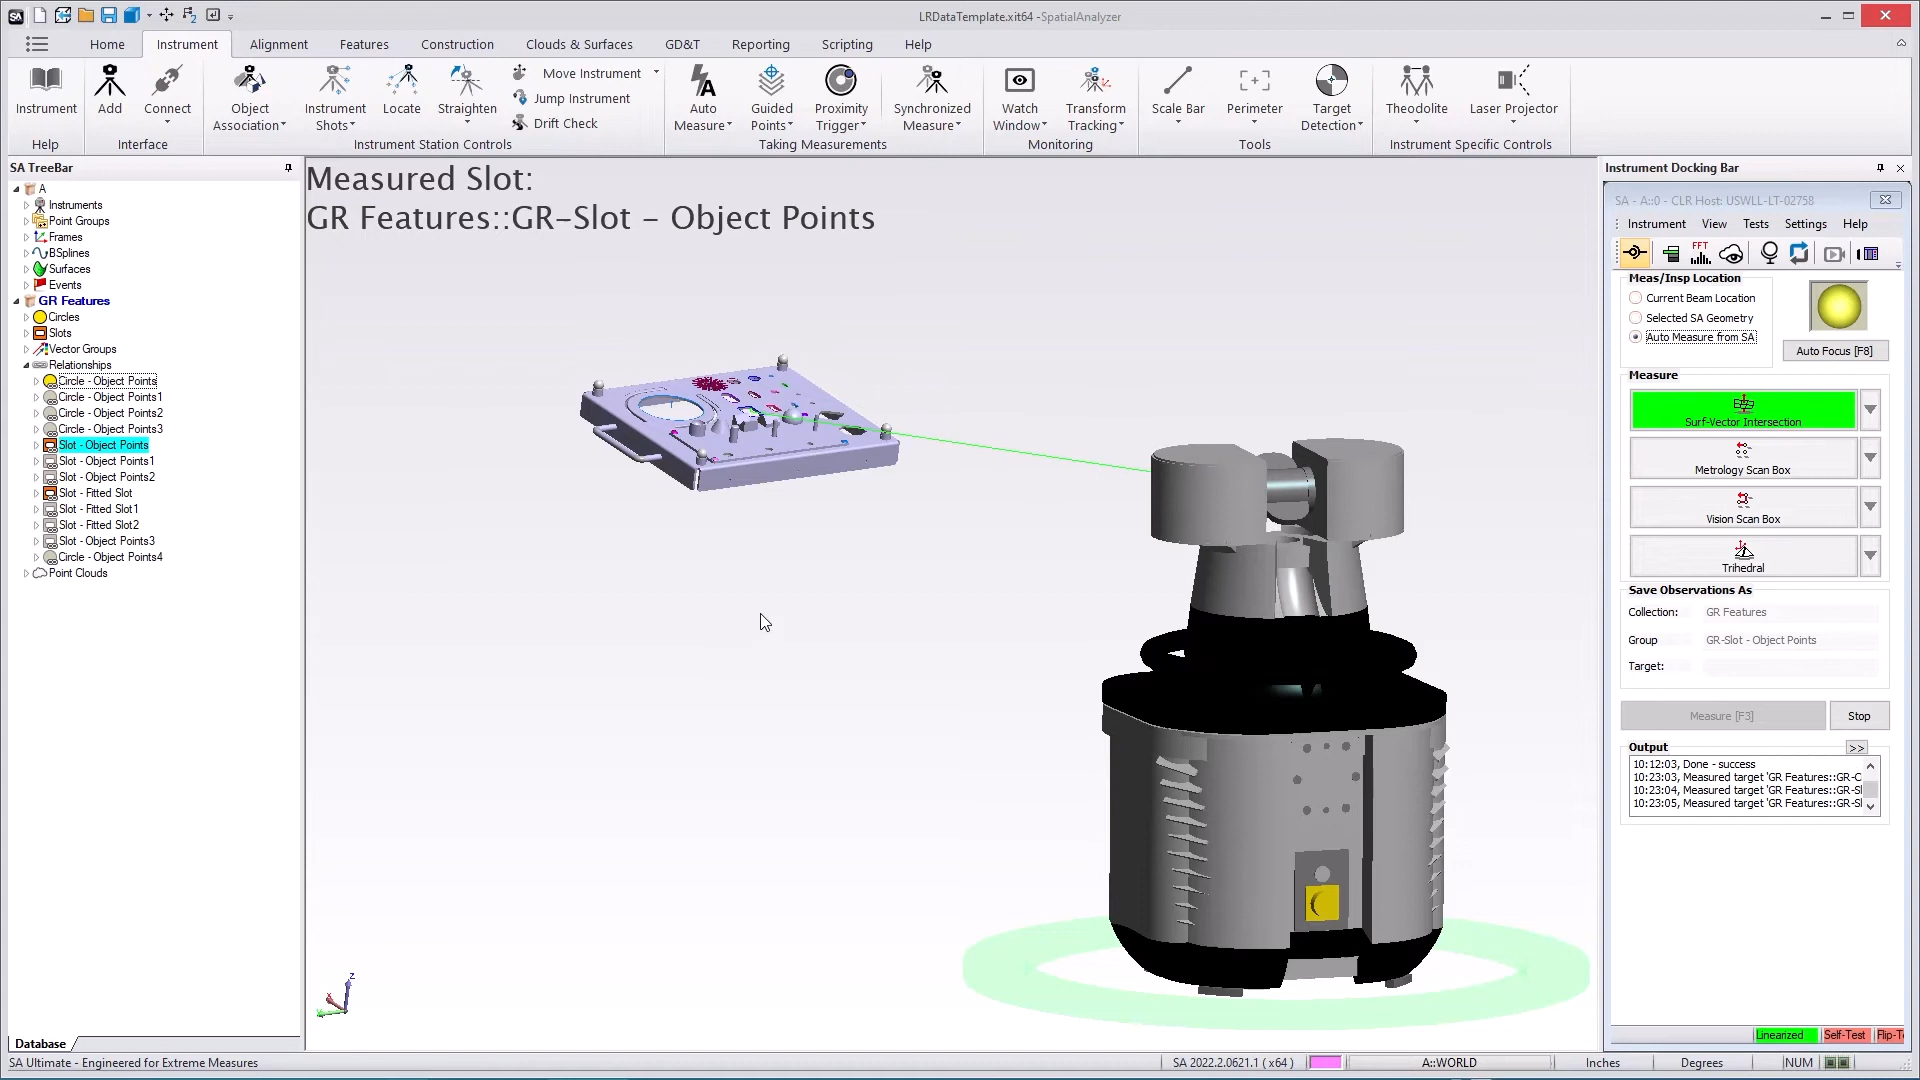 SA
LRDataTemplate.xit64 - SpatialAnalyzer
Home Instrument Alignment Features Construction Clouds & Surfaces GD&T Reporting Scripting Help
Instrument
Add
Connect
Object Association
Instrument Shots
Locate
Straighten
Move Instrument
Jump Instrument
Drift Check
Auto Measure
Guided Points
Proximity Trigger
Synchronized Measure
Watch Window
Transform Tracking
Scale Bar
Perimeter
Target Detection
Theodolite
Laser Projector
Help Interface Instrument Station Controls Taking Measurements Monitoring Tools Instrument Specific Controls
SA TreeBar
A
Instruments
Point Groups
Frames
BSplines
Surfaces
Events
GR Features
Circles
Slots
Vector Groups
Relationships
Circle - Object Points
Circle - Object Points1
Circle - Object Points2
Circle - Object Points3
Slot - Object Points
Slot - Object Points1
Slot - Object Points2
Slot - Fitted Slot
Slot - Fitted Slot1
Slot - Fitted Slot2
Slot - Object Points3
Circle - Object Points4
Point Clouds
Database
Measured Slot:
GR Features::GR-Slot - Object Points
Z
X
Y
Instrument Docking Bar
SA - A::0 - CLR Host: USWLL-LT-02758
Instrument View Tests Settings Help
FFT
Meas/Insp Location
Current Beam Location
Selected SA Geometry
Auto Measure from SA
Auto Focus [F8]
Measure
Surf-Vector Intersection
Metrology Scan Box
Vision Scan Box
Trihedral
Save Observations As
Collection: GR Features
Group GR-Slot - Object Points
Target:
Measure [F3] Stop
Output >>
10:12:03, Done - success
10:23:03, Measured target 'GR Features::GR-C
10:23:04, Measured target 'GR Features::GR-Sl
10:23:05, Measured target 'GR Features::GR-Sl
Linearized Self-Test Flip-T
SA Ultimate - Engineered for Extreme Measures SA 2022.2.0621.1 ( x64 ) A::WORLD Inches Degrees NUM